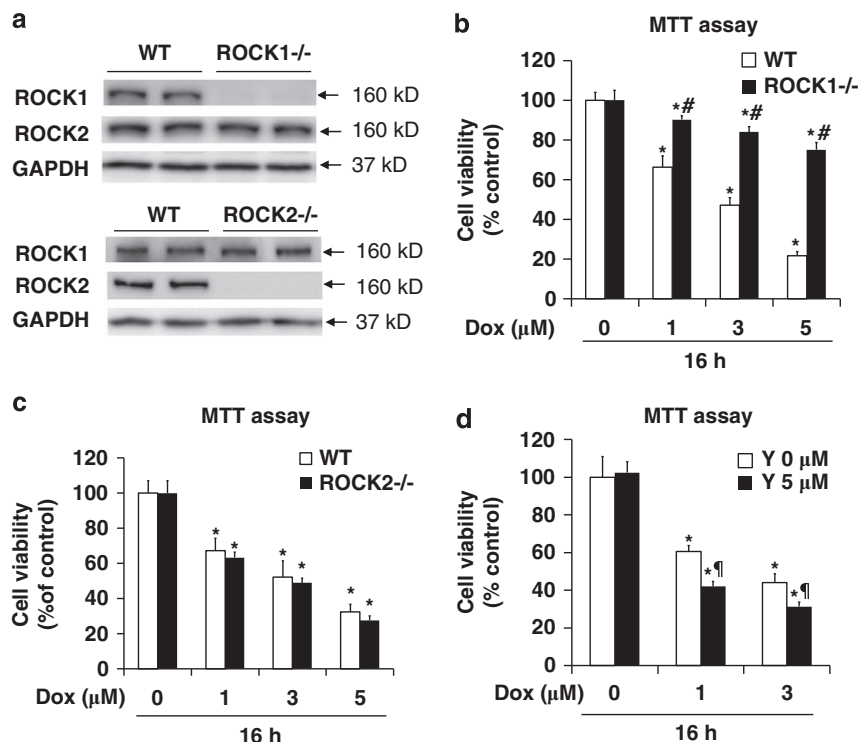 a
WT ROCK1-/-
ROCK1 160 kD
ROCK2 160 kD
GAPDH 37 kD
WT ROCK2-/-
ROCK1 160 kD
ROCK2 160 kD
GAPDH 37 kD
b
MTT assay
WT
ROCK1-/-
Cell viability
(% control)
120
100
80
60
40
20
0
*
*#
*
*#
*
*#
Dox (µM) 0 1 3 5
16 h
c
MTT assay
WT
ROCK2-/-
Cell viability
(%of control)
120
100
80
60
40
20
0
* *
* *
* *
Dox (µM) 0 1 3 5
16 h
d
MTT assay
Y 0 µM
Y 5 µM
Cell viability
(% control)
120
100
80
60
40
20
0
*
*¶
*
*¶
Dox (µM) 0 1 3
16 h